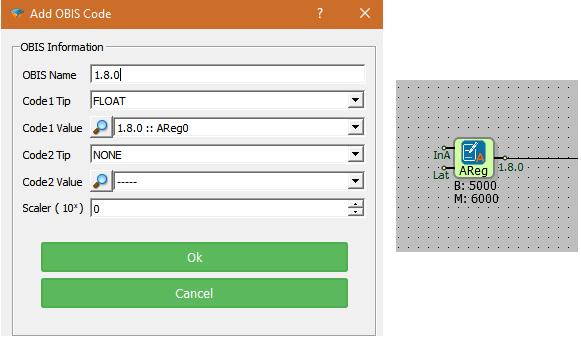 Add OBIS Code
?
OBIS Information
OBIS Name 1.8.0
Code1 Tip FLOAT
Code1 Value 1.8.0 :: AReg0
Code2 Tip NONE
Code2 Value -----
Scaler ( 10ˣ) 0
Ok
Cancel
A
InA
Lat
AReg
1.8.0
B: 5000
M: 6000